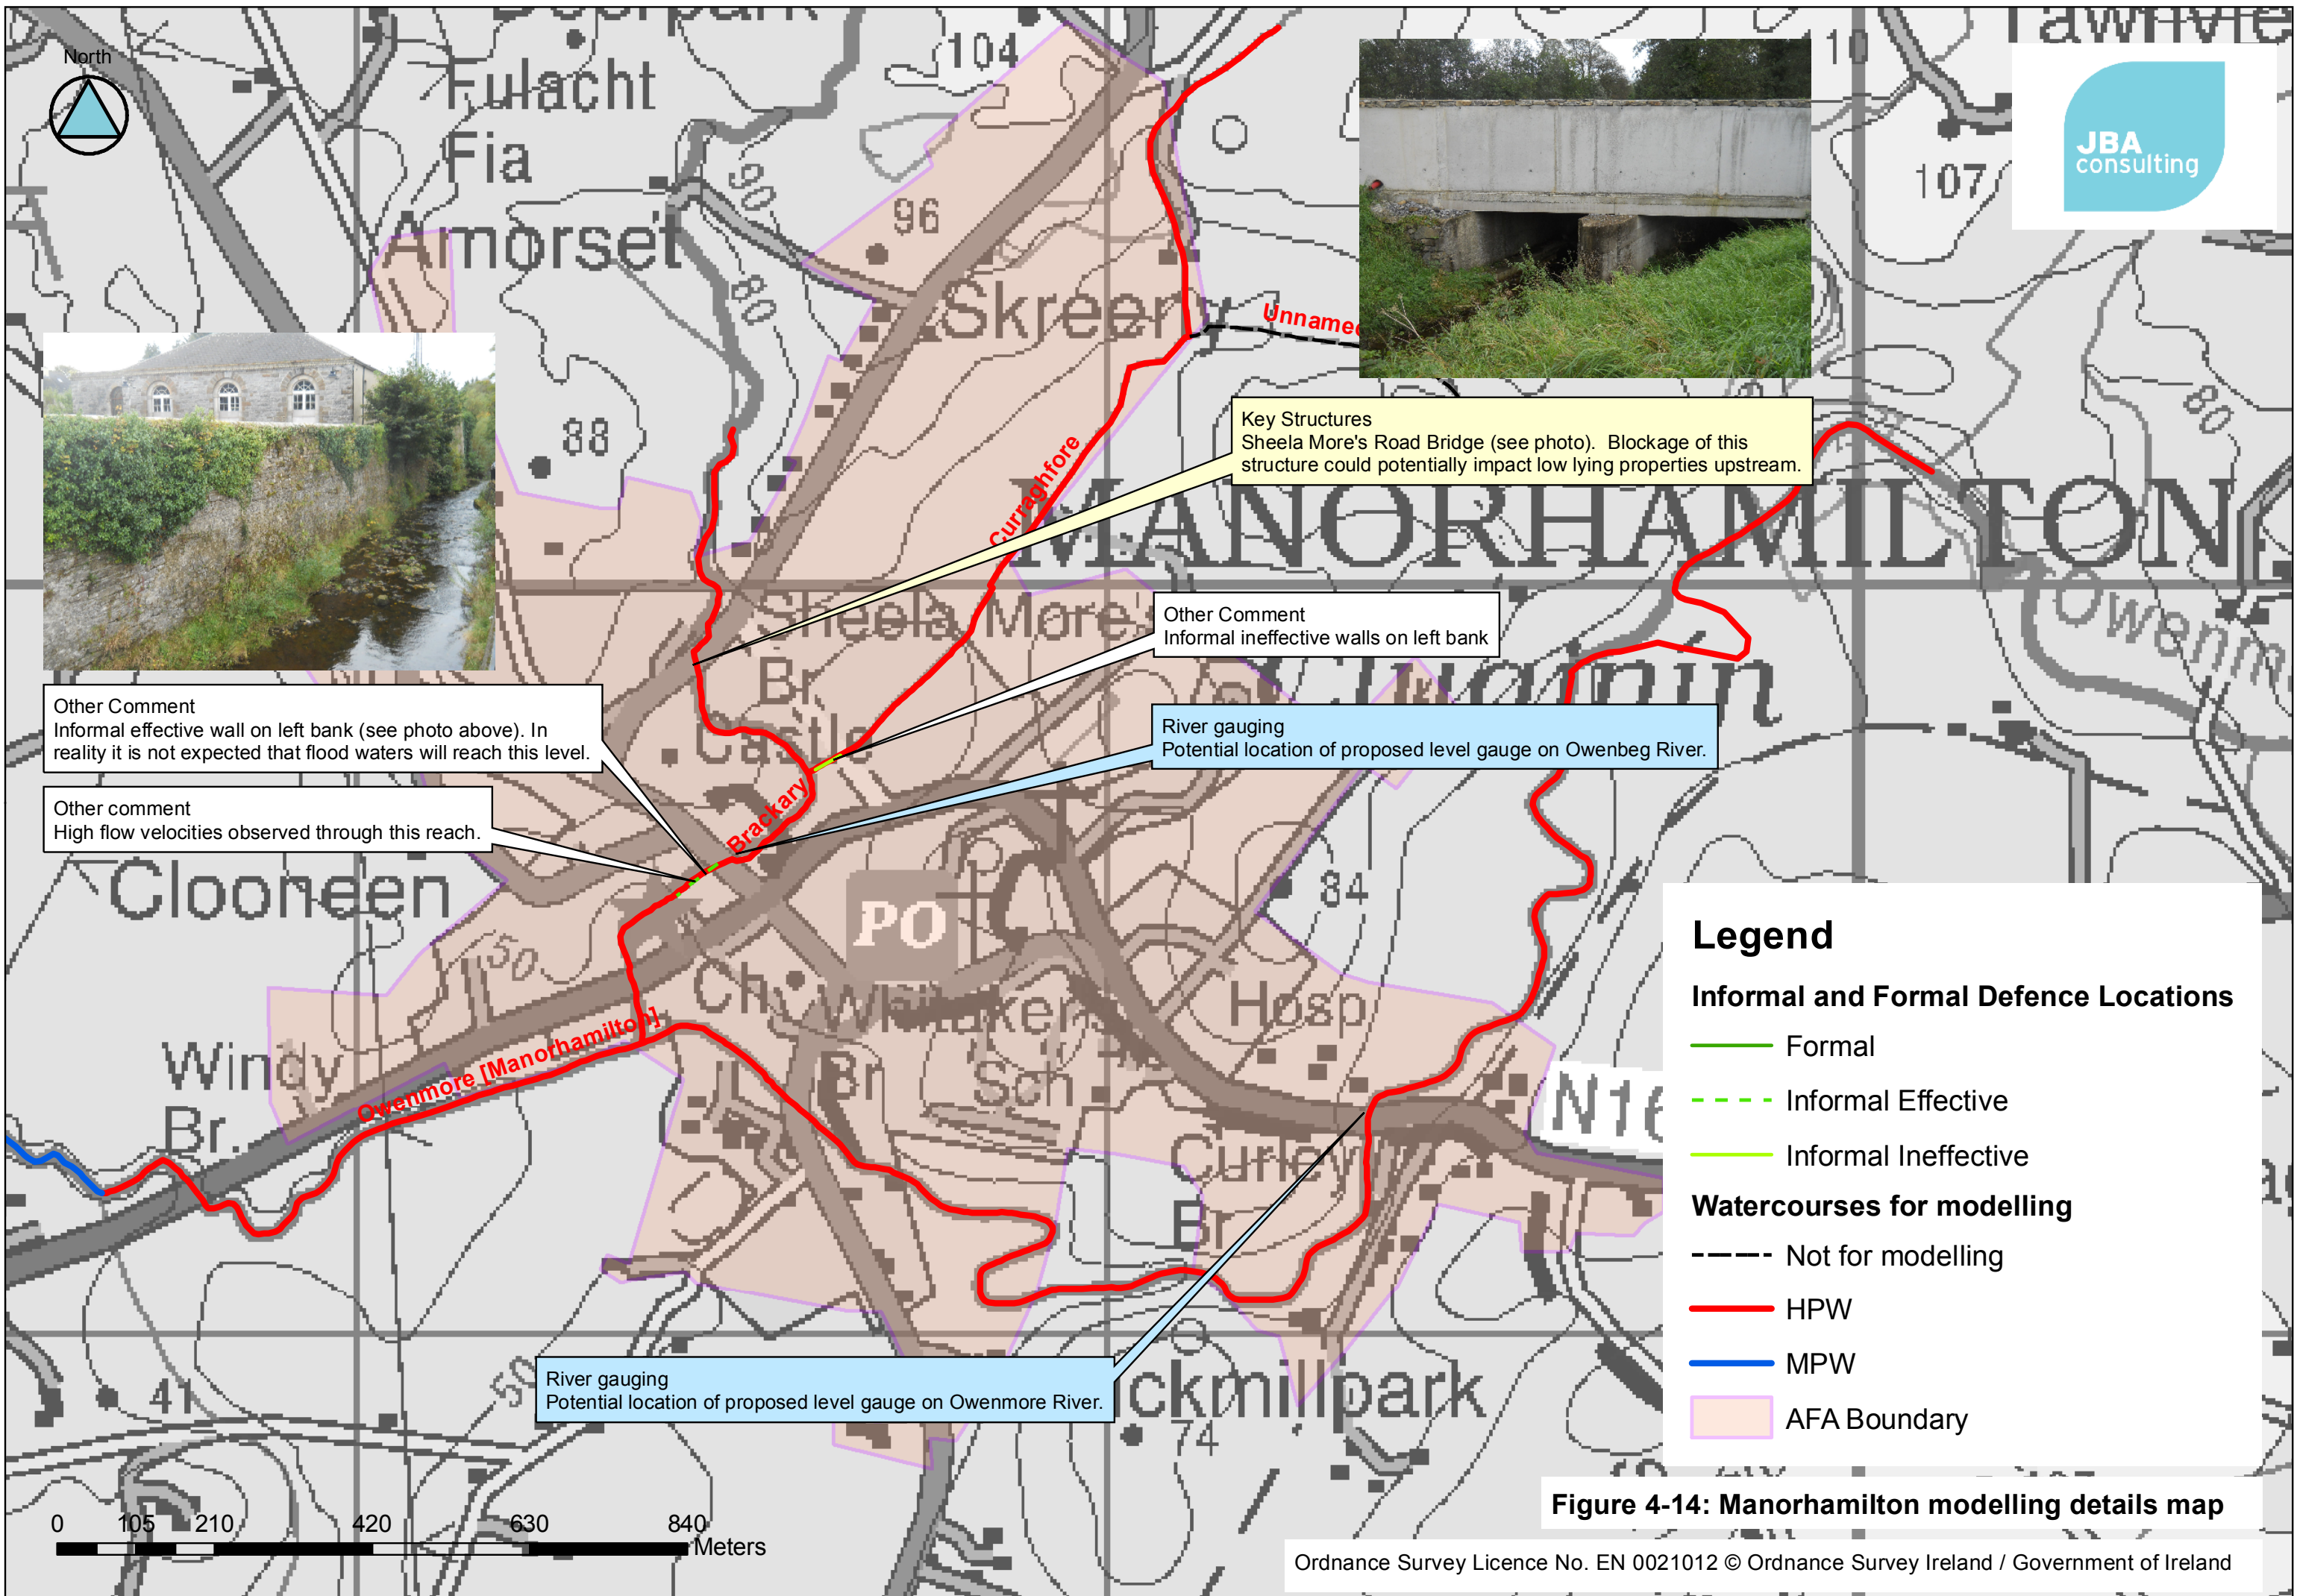 North
Fulacht
Fia
Amorset
104
10
107
JBA
consulting
90
96
80
Skreeny
88
80
Key Structures
Sheela More's Road Bridge (see photo). Blockage of this
structure could potentially impact low lying properties upstream.
Curraghfore
MANORHAMILTON
Sheela More's
Br
Other Comment
Informal ineffective walls on left bank
Castle
Other Comment
Informal effective wall on left bank (see photo above). In
reality it is not expected that flood waters will reach this level.
River gauging
Potential location of proposed level gauge on Owenbeg River.
Other comment
High flow velocities observed through this reach.
Brackary
Clooneen
84
PO
50
Ch
Hosp
Sch
Br
Windy
Br.
Owenmore [Manorhamilton]
N16
Curley
Br
River gauging
Potential location of proposed level gauge on Owenmore River.
ckmillpark
74
41
50
Legend
Informal and Formal Defence Locations
Formal
Informal Effective
Informal Ineffective
Watercourses for modelling
Not for modelling
HPW
MPW
AFA Boundary
0 105 210 420 630 840
Meters
Figure 4-14: Manorhamilton modelling details map
Ordnance Survey Licence No. EN 0021012 © Ordnance Survey Ireland / Government of Ireland